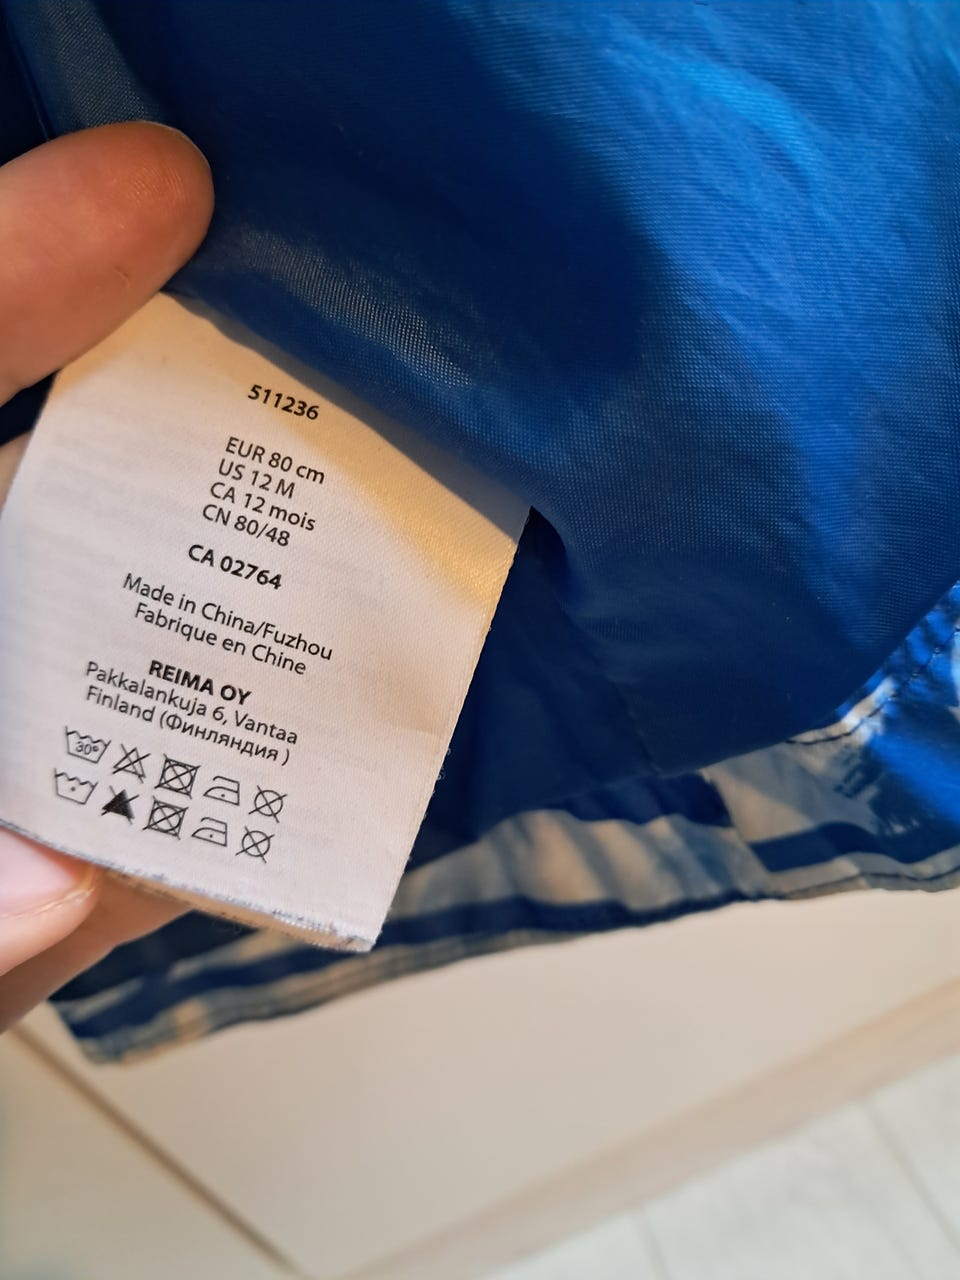 511236
EUR 80 cm
US 12 M
CA 12 mois
CN 80/48
CA 02764
Made in China/Fuzhou
Fabrique en Chine
REIMA OY
Pakkalankuja 6, Vantaa
Finland (Финляндия )
30°